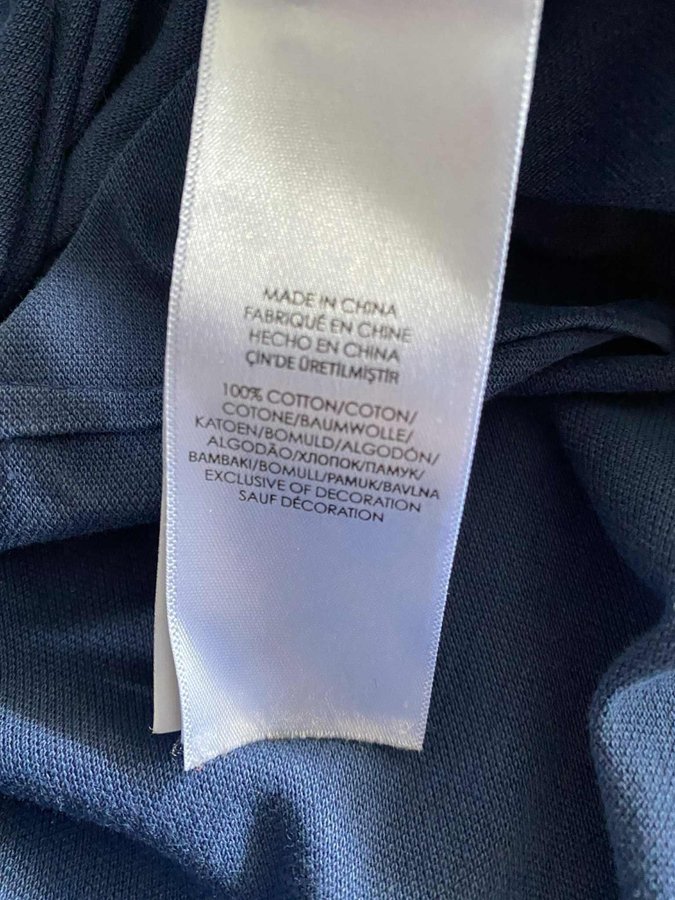 MADE IN CHINA
FABRIQUÉ EN CHINE
HECHO EN CHINA
ÇİN'DE ÜRETİLMİŞTİR
100% COTTON/COTON/
COTONE/BAUMWOLLE/
KATOEN/BOMULD/ALGODÓN/
ALGODÃO/ХЛОПОК/ПАМУК/
BAMBAKI/BOMULL/PAMUK/BAVLNA
EXCLUSIVE OF DECORATION
SAUF DÉCORATION